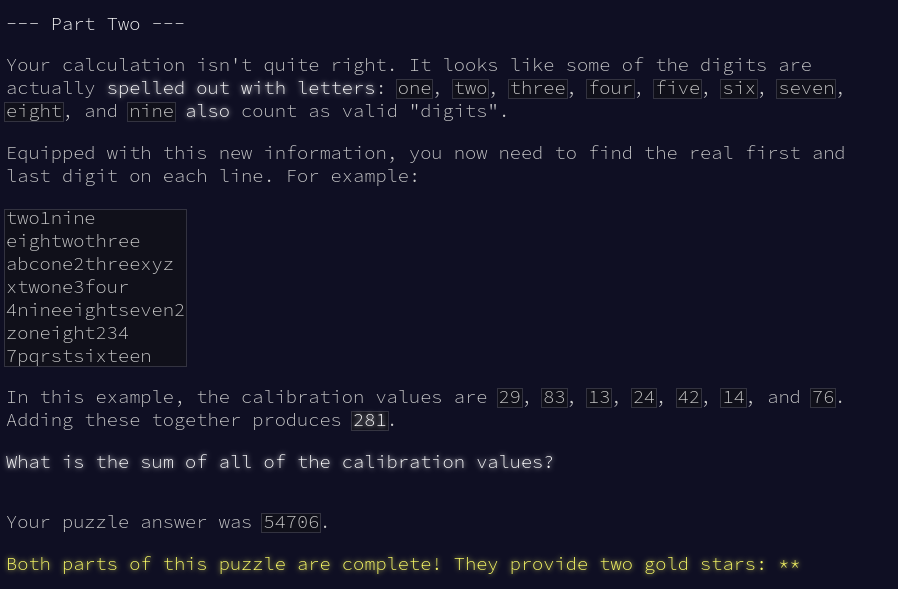 --- Part Two ---
Your calculation isn't quite right. It looks like some of the digits are
actually spelled out with letters: one, two, three, four, five, six, seven,
eight, and nine also count as valid "digits".
Equipped with this new information, you now need to find the real first and
last digit on each line. For example:
two1nine
eightwothree
abcone2threexyz
xtwone3four
4nineeightseven2
zoneight234
7pqrstsixteen
In this example, the calibration values are 29, 83, 13, 24, 42, 14, and 76.
Adding these together produces 281.
What is the sum of all of the calibration values?
Your puzzle answer was 54706.
Both parts of this puzzle are complete! They provide two gold stars: **